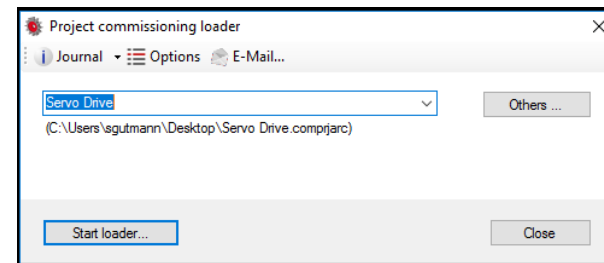 Project commissioning loader
Journal Options E-Mail...
Servo Drive Others ...
(C:\Users\sgutmann\Desktop\Servo Drive.comprjarc)
Start loader... Close